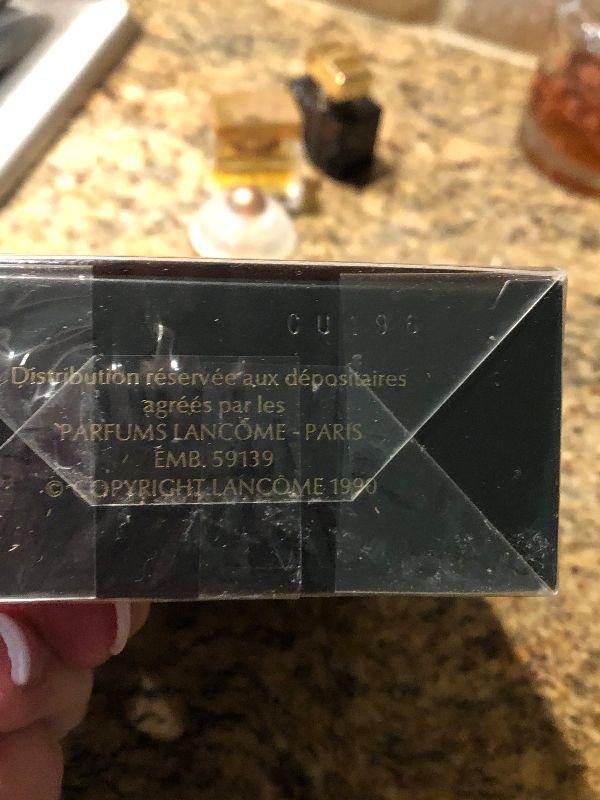 CU196
Distribution réservée aux dépositaires
agréés par les
PARFUMS LANCÔME - PARIS
EMB. 59139
© COPYRIGHT LANCÔME 1990